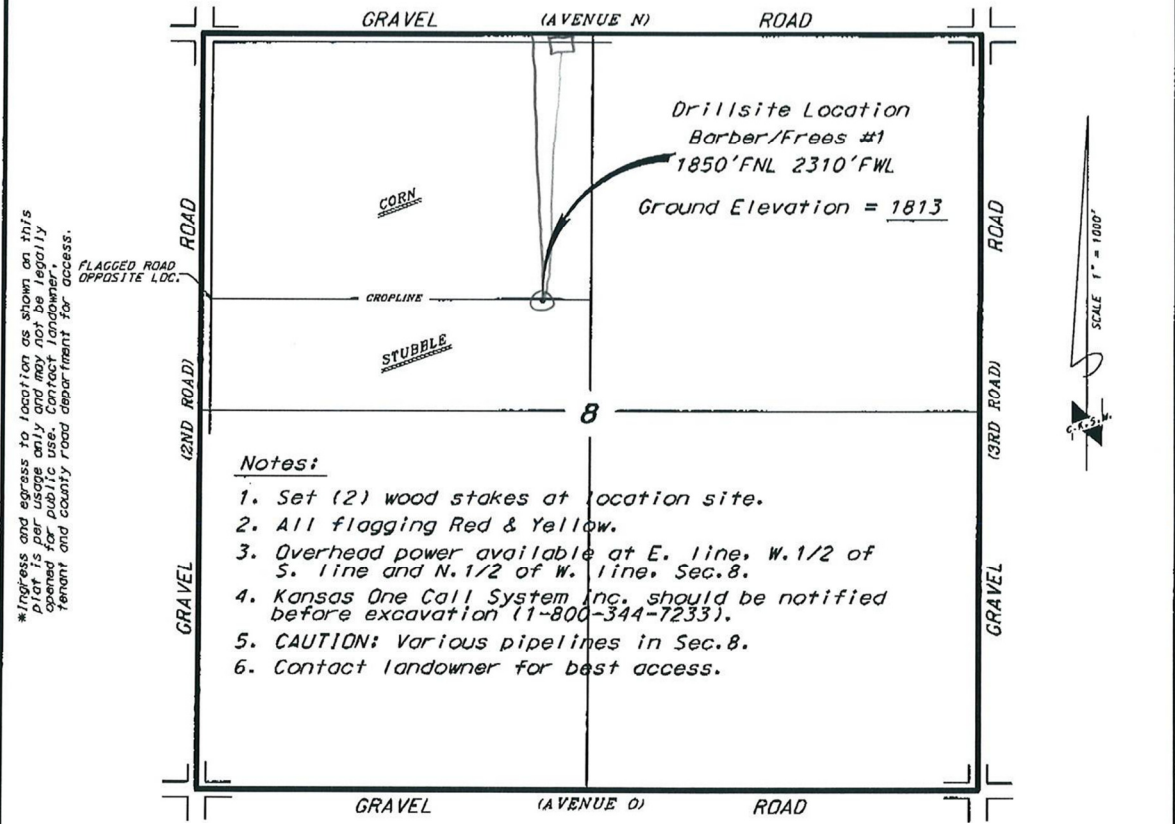 GRAVEL (AVENUE N) ROAD
Drillsite Location
Barber/Frees #1
1850'FNL 2310'FWL
Ground Elevation = 1813
CORN
ROAD
ROAD
FLAGGED ROAD
OPPOSITE LOC.
CROPLINE
STUBBLE
SCALE 1" = 1000'
*Ingress and egress to location as shown on this
plat is per usage only and may not be legally
opened for public use. Contact landowner,
tenant and county road department for access.
(2ND ROAD)
(3RD ROAD)
8
C.K.S.W.
Notes:
1. Set (2) wood stakes at location site.
2. All flagging Red & Yellow.
3. Overhead power available at E. line, W.1/2 of
S. line and N.1/2 of W. line, Sec.8.
4. Kansas One Call System Inc. should be notified
before excavation (1-800-344-7233).
5. CAUTION: Various pipelines in Sec.8.
6. Contact landowner for best access.
GRAVEL
GRAVEL
GRAVEL (AVENUE O) ROAD